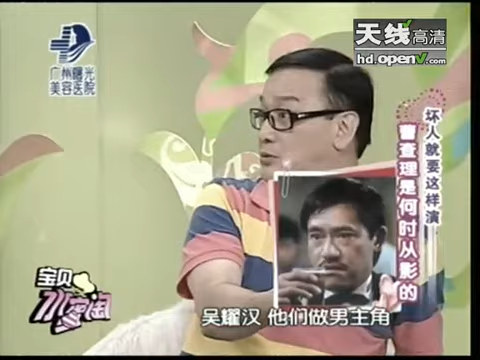 天线高清
hd.openv.com
广州曙光
美容医院
坏人就要这样演
曹查理是何时从影的
宝贝
吴耀汉 他们做男主角